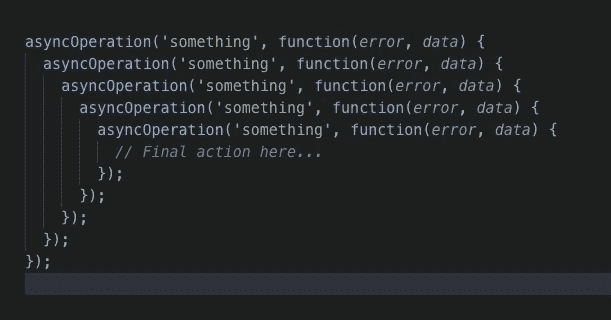 asyncOperation('something', function(error, data) {
  asyncOperation('something', function(error, data) {
    asyncOperation('something', function(error, data) {
      asyncOperation('something', function(error, data) {
        asyncOperation('something', function(error, data) {
          // Final action here...
        });
      });
    });
  });
});